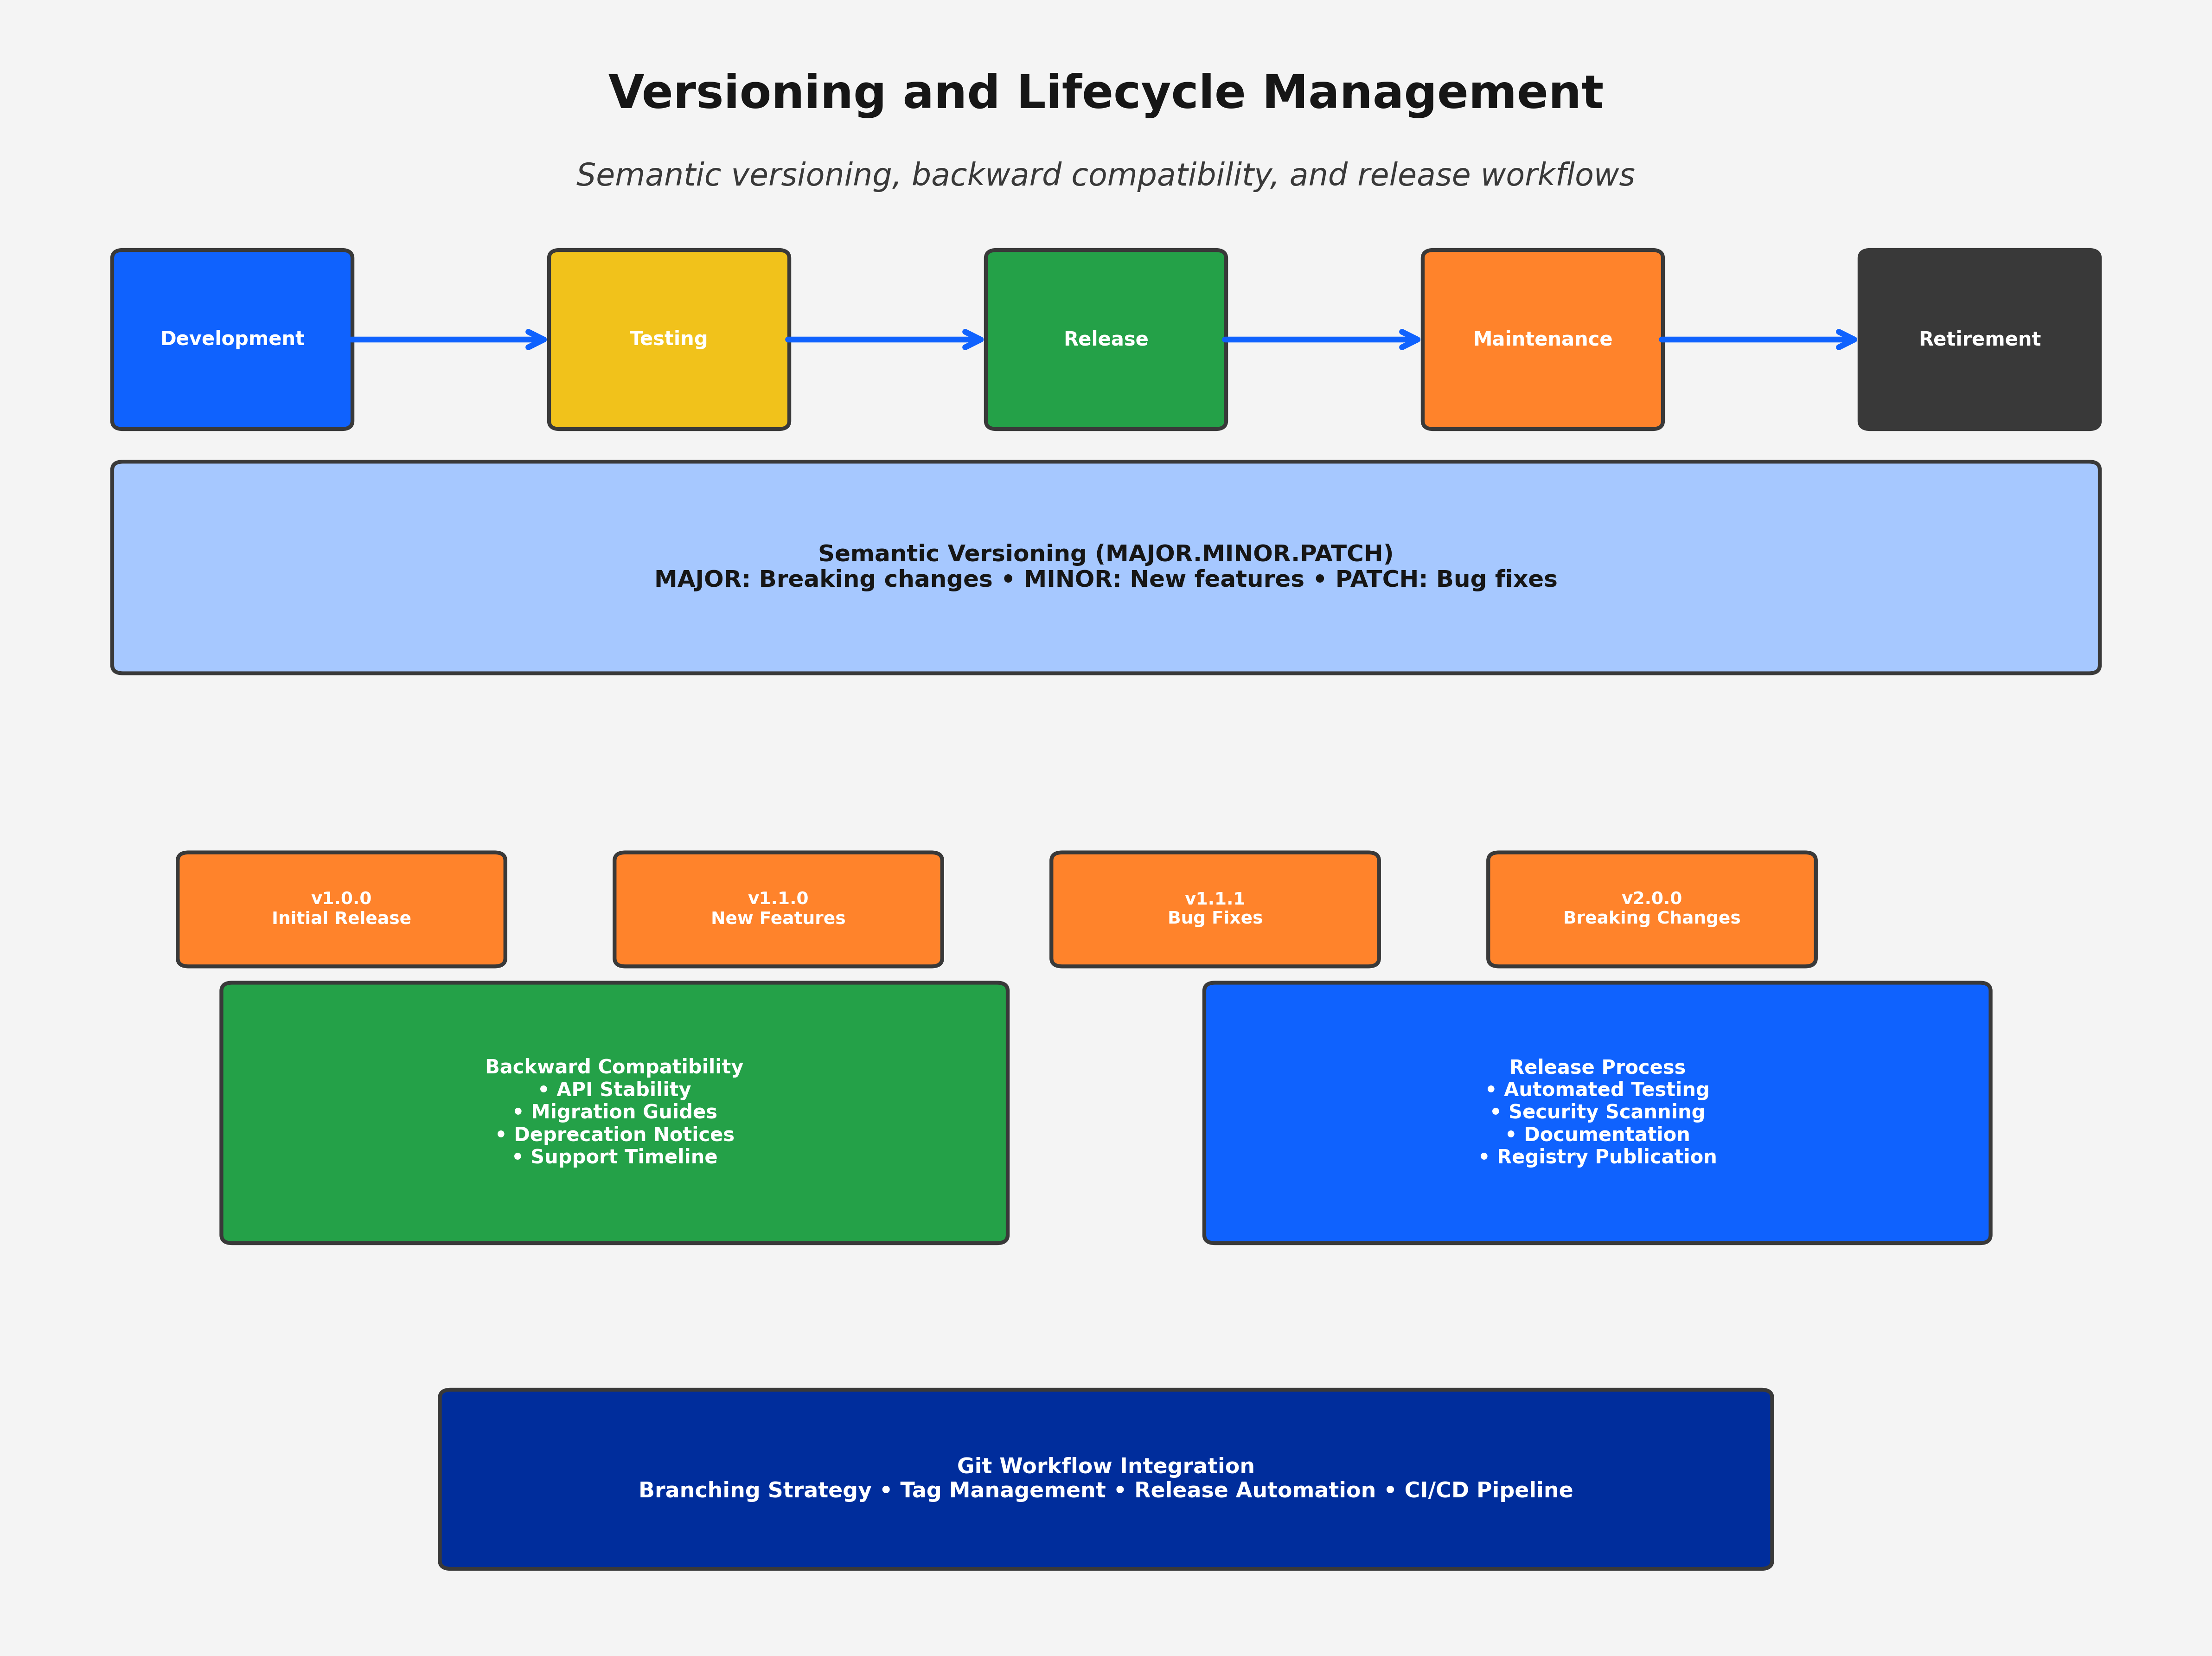 Versioning and Lifecycle Management
Semantic versioning, backward compatibility, and release workflows
Development
Testing
Release
Maintenance
Retirement
Semantic Versioning (MAJOR.MINOR.PATCH)
MAJOR: Breaking changes • MINOR: New features • PATCH: Bug fixes
v1.0.0
Initial Release
v1.1.0
New Features
v1.1.1
Bug Fixes
v2.0.0
Breaking Changes
Backward Compatibility
• API Stability
• Migration Guides
• Deprecation Notices
• Support Timeline
Release Process
• Automated Testing
• Security Scanning
• Documentation
• Registry Publication
Git Workflow Integration
Branching Strategy • Tag Management • Release Automation • CI/CD Pipeline